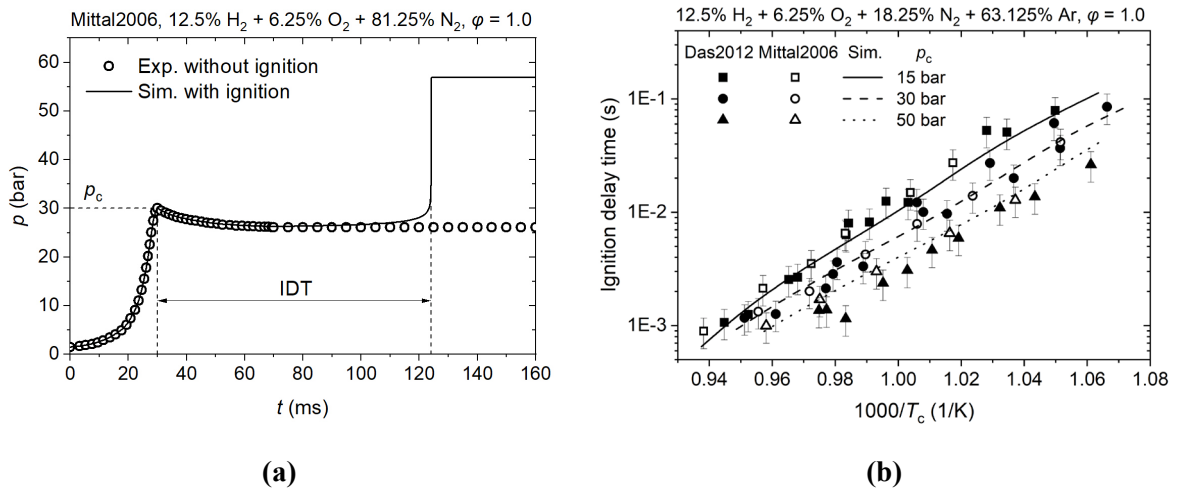 Mittal2006, 12.5% H₂ + 6.25% O₂ + 81.25% N₂, φ = 1.0
60
50
40
30
20
10
0
p (bar)
Exp. without ignition
Sim. with ignition
p_c
IDT
0 20 40 60 80 100 120 140 160
t (ms)
(a)
12.5% H₂ + 6.25% O₂ + 18.25% N₂ + 63.125% Ar, φ = 1.0
Das2012 Mittal2006 Sim. p_c
15 bar
30 bar
50 bar
1E-1
1E-2
1E-3
Ignition delay time (s)
0.94 0.96 0.98 1.00 1.02 1.04 1.06 1.08
1000/T_c (1/K)
(b)